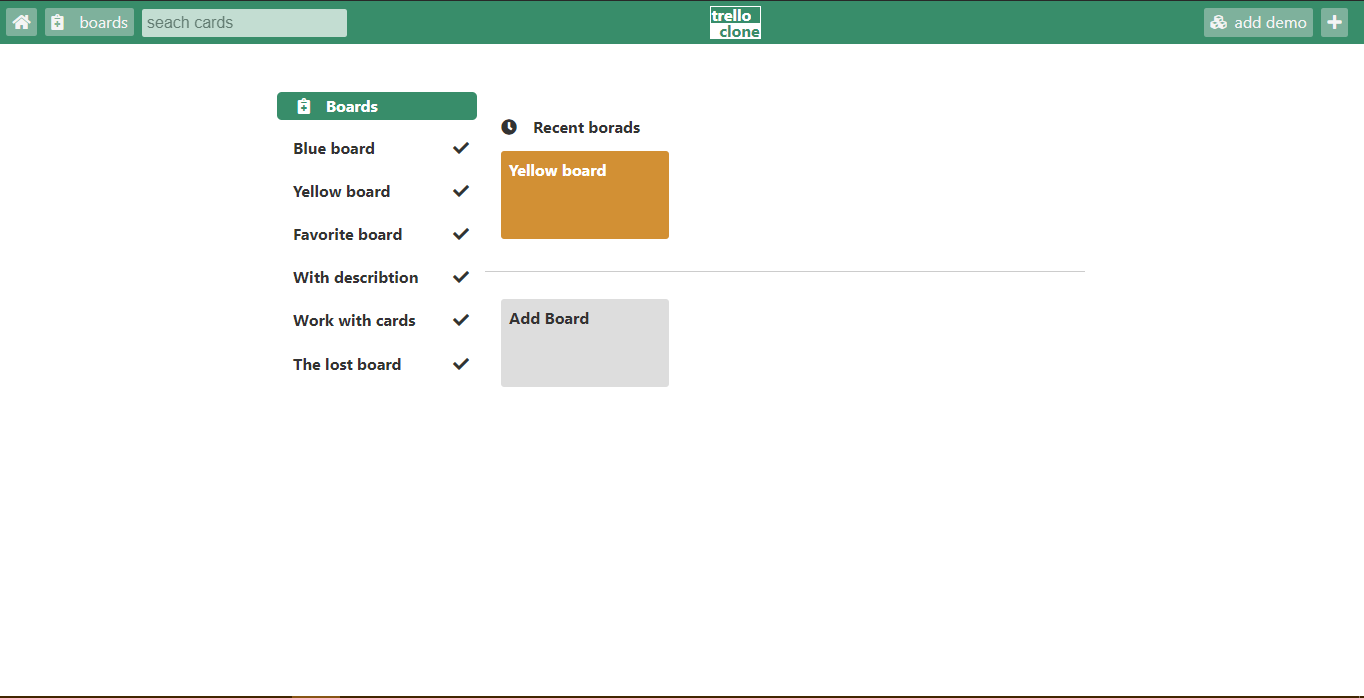 boards
seach cards
trello
clone
add demo
Boards
Blue board
Yellow board
Favorite board
With describtion
Work with cards
The lost board
Recent borads
Yellow board
Add Board